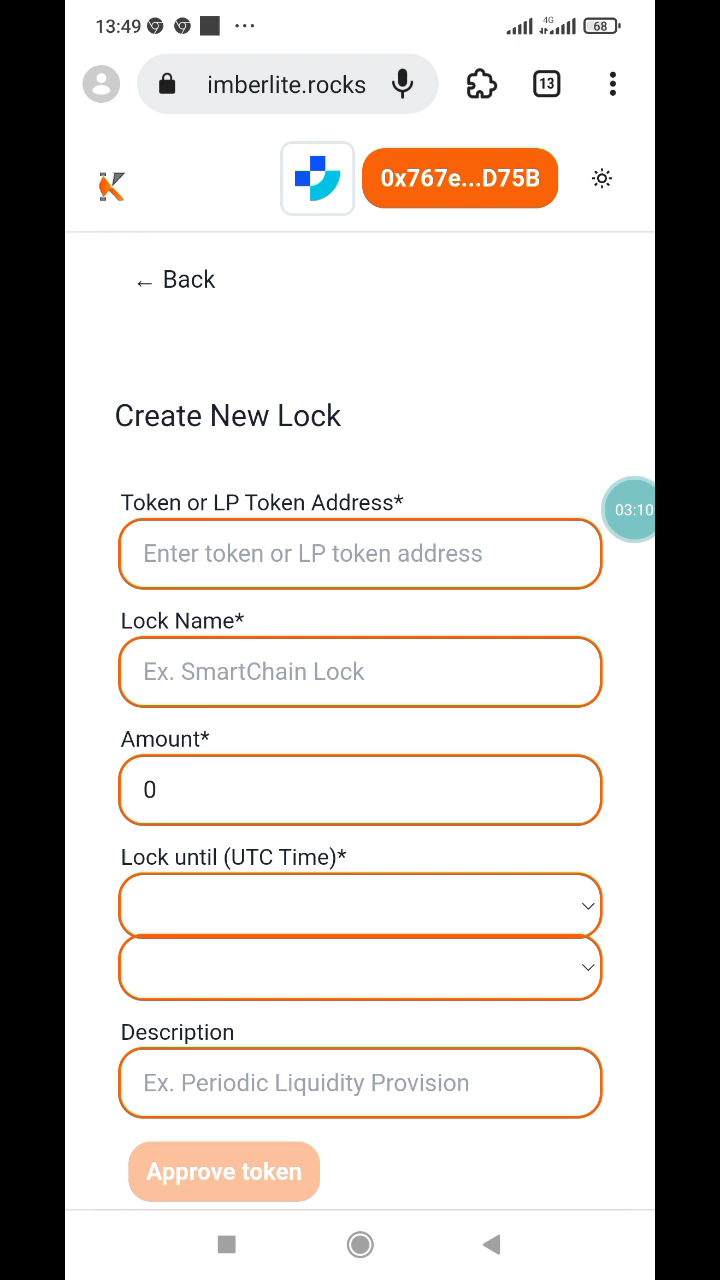 13:49
4G
68
imberlite.rocks
13
0x767e...D75B
← Back
Create New Lock
Token or LP Token Address*
03:10
Enter token or LP token address
Lock Name*
Ex. SmartChain Lock
Amount*
0
Lock until (UTC Time)*
Description
Ex. Periodic Liquidity Provision
Approve token